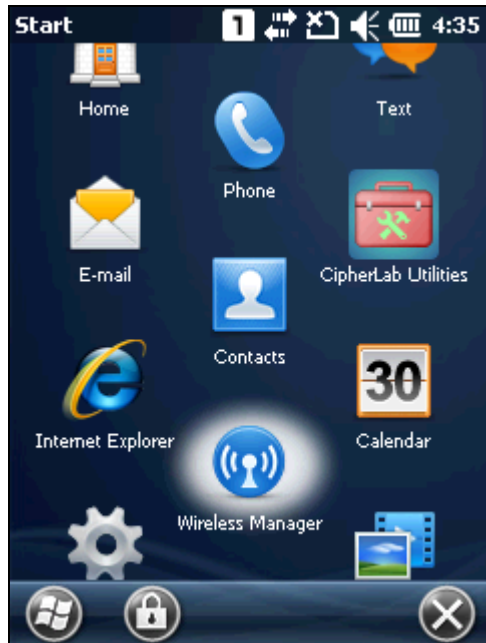 Start 1 4:35
Home
Text
Phone
E-mail
CipherLab Utilities
Contacts
30
Internet Explorer
Calendar
Wireless Manager